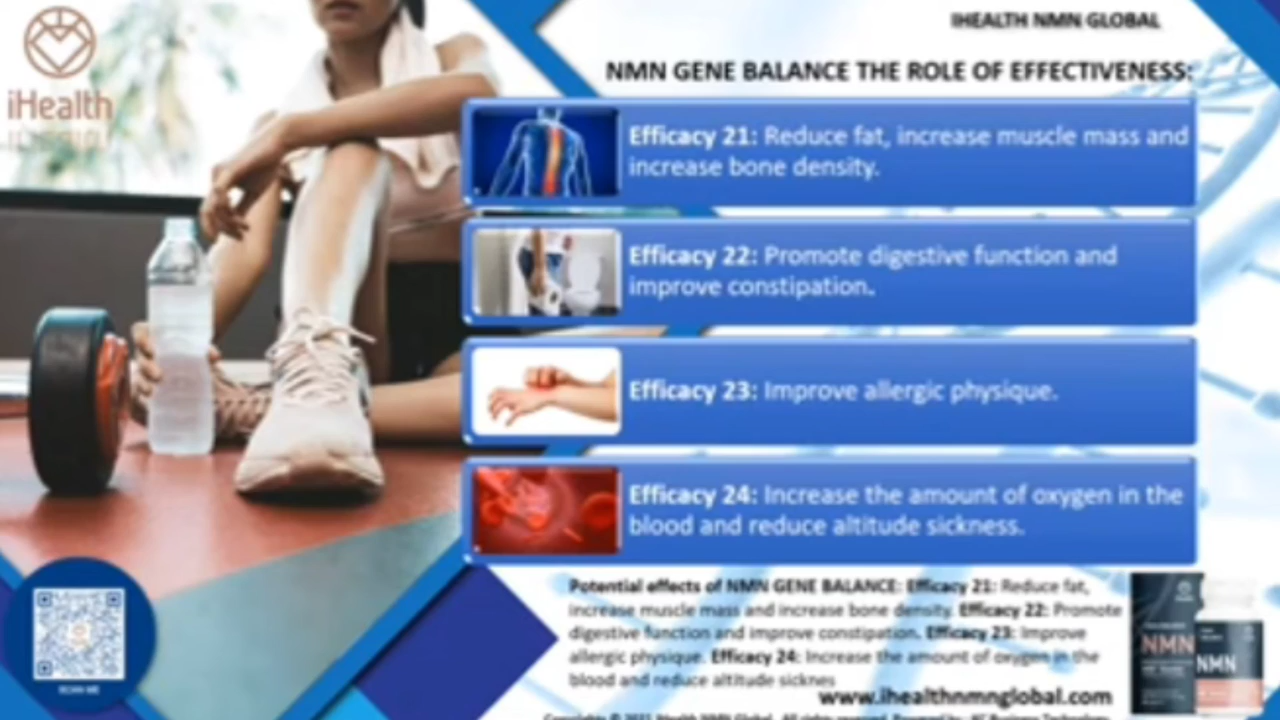 IHEALTH NMN GLOBAL
iHealth
NMN GENE BALANCE THE ROLE OF EFFECTIVENESS:
Efficacy 21: Reduce fat, increase muscle mass and
increase bone density.
Efficacy 22: Promote digestive function and
improve constipation.
Efficacy 23: Improve allergic physique.
Efficacy 24: Increase the amount of oxygen in the
blood and reduce altitude sickness.
Potential effects of NMN GENE BALANCE: Efficacy 21: Reduce fat,
increase muscle mass and increase bone density. Efficacy 22: Promote
digestive function and improve constipation. Efficacy 23: Improve
allergic physique. Efficacy 24: Increase the amount of oxygen in the
blood and reduce altitude sicknes
NMN
NMN
SCAN ME
www.ihealthnmnglobal.com